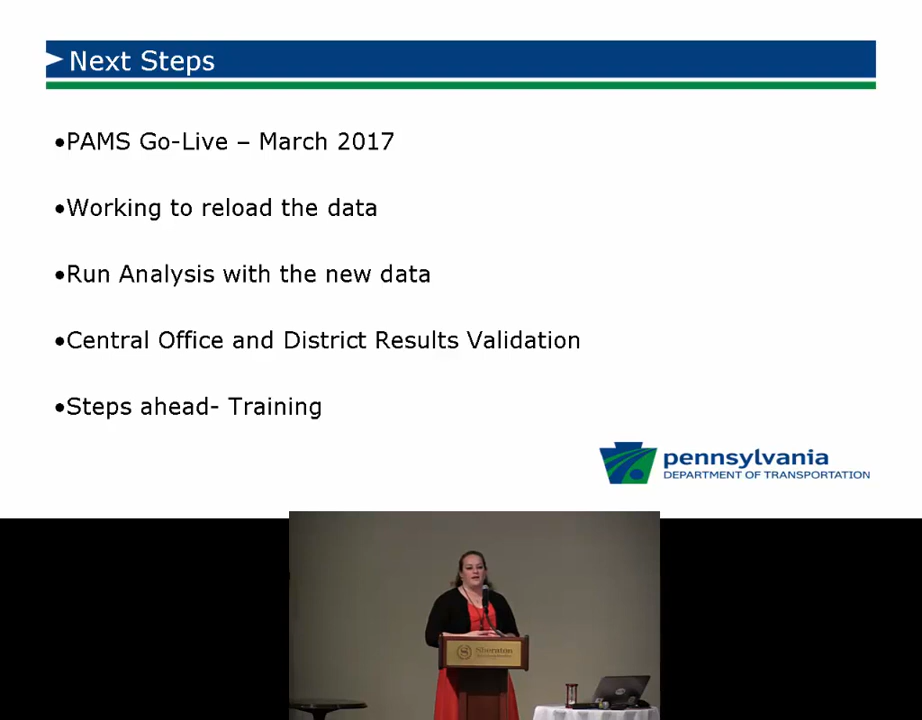 Next Steps
•PAMS Go-Live – March 2017
•Working to reload the data
•Run Analysis with the new data
•Central Office and District Results Validation
•Steps ahead- Training
pennsylvania
DEPARTMENT OF TRANSPORTATION
Sheraton